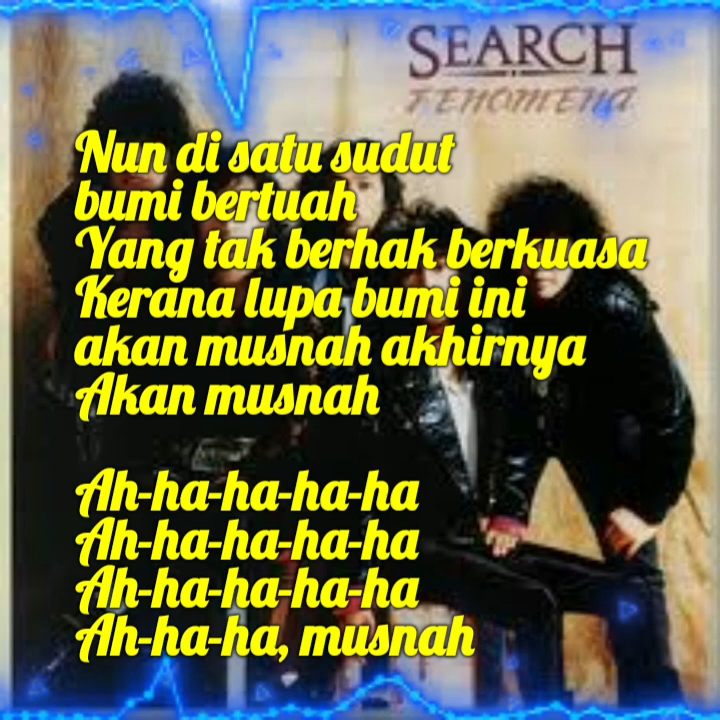 SEARCH
FENOMENA
Nun di satu sudut
bumi bertuah
Yang tak berhak berkuasa
Kerana lupa bumi ini
akan musnah akhirnya
Akan musnah
Ah-ha-ha-ha-ha
Ah-ha-ha-ha-ha
Ah-ha-ha-ha-ha
Ah-ha-ha, musnah